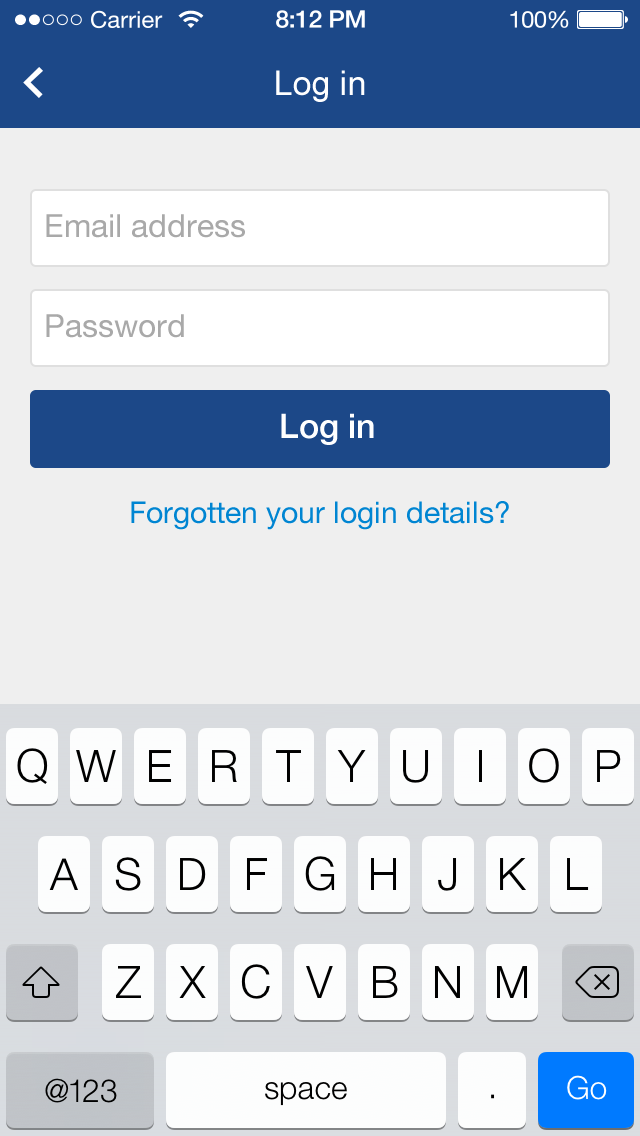 Carrier 8:12 PM 100%
Log in
Email address
Password
Log in
Forgotten your login details?
Q W E R T Y U I O P
A S D F G H J K L
Z X C V B N M
@123 space . Go